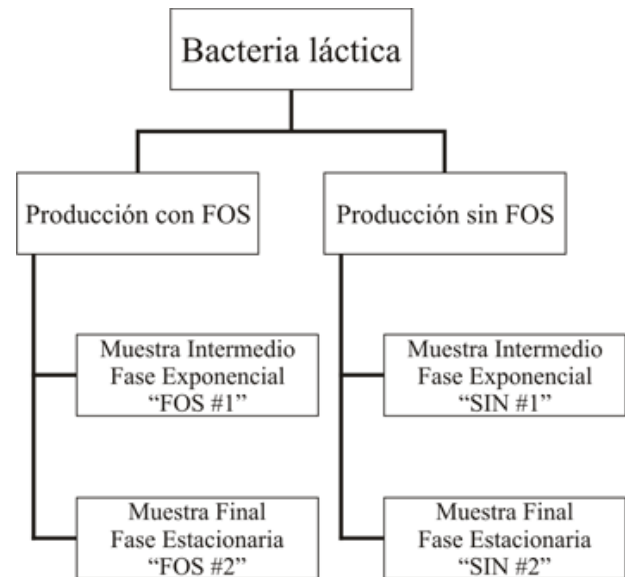 Bacteria láctica
Producción con FOS
Producción sin FOS
Muestra Intermedio
Fase Exponencial
“FOS #1”
Muestra Intermedio
Fase Exponencial
“SIN #1”
Muestra Final
Fase Estacionaria
“FOS #2”
Muestra Final
Fase Estacionaria
“SIN #2”